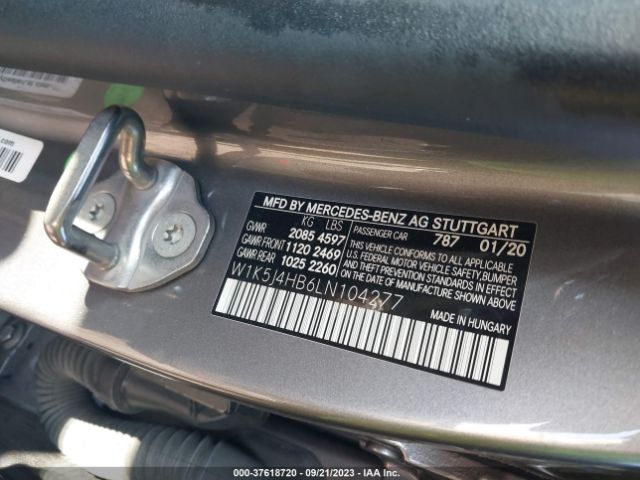 .com
MFD BY MERCEDES-BENZ AG STUTTGART
KG LBS PASSENGER CAR 787 01/20
GVWR 2085 4597
GAWR FRONT 1120 2469
GAWR REAR 1025 2260
THIS VEHICLE CONFORMS TO ALL APPLICABLE
U.S. FEDERAL MOTOR VEHICLE SAFETY, BUMPER
AND THEFT PREVENTION STANDARDS IN EFFECT
ON THE DATE OF MANUFACTURE SHOWN ABOVE
W1K5J4HB6LN104277
MADE IN HUNGARY
000-37618720 - 09/21/2023 - IAA Inc.